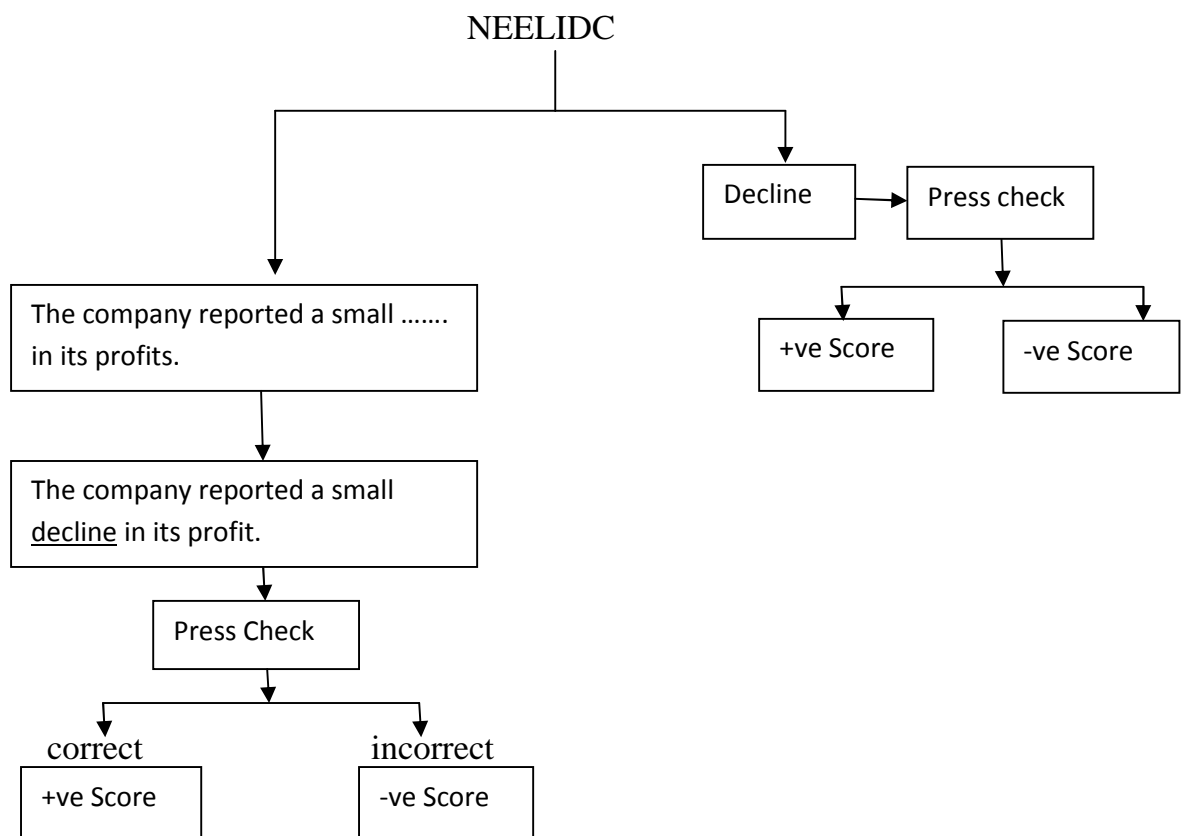 NEELIDC
Decline
Press check
+ve Score
-ve Score
The company reported a small …….
in its profits.
The company reported a small
decline in its profit.
Press Check
correct
incorrect
+ve Score
-ve Score